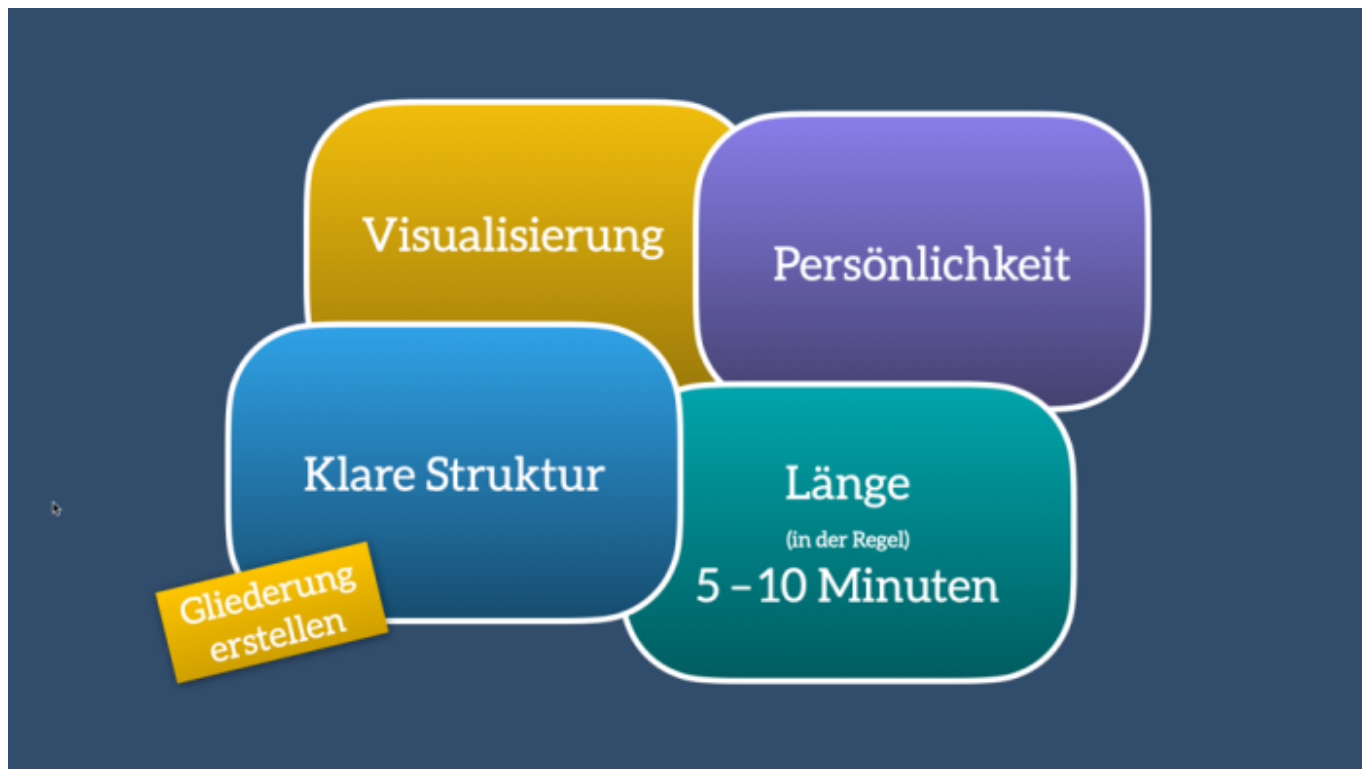 Visualisierung
Persönlichkeit
Klare Struktur
Länge
(in der Regel)
5 – 10 Minuten
Gliederung
erstellen